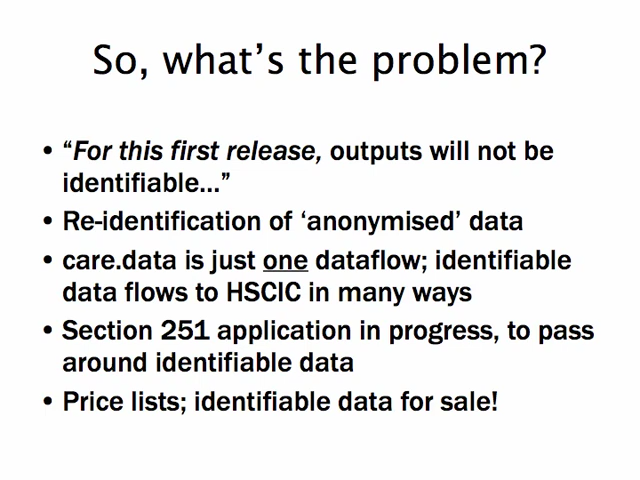 So, what’s the problem?
• “For this first release, outputs will not be
identifiable…”
• Re-identification of ‘anonymised’ data
• care.data is just one dataflow; identifiable
data flows to HSCIC in many ways
• Section 251 application in progress, to pass
around identifiable data
• Price lists; identifiable data for sale!